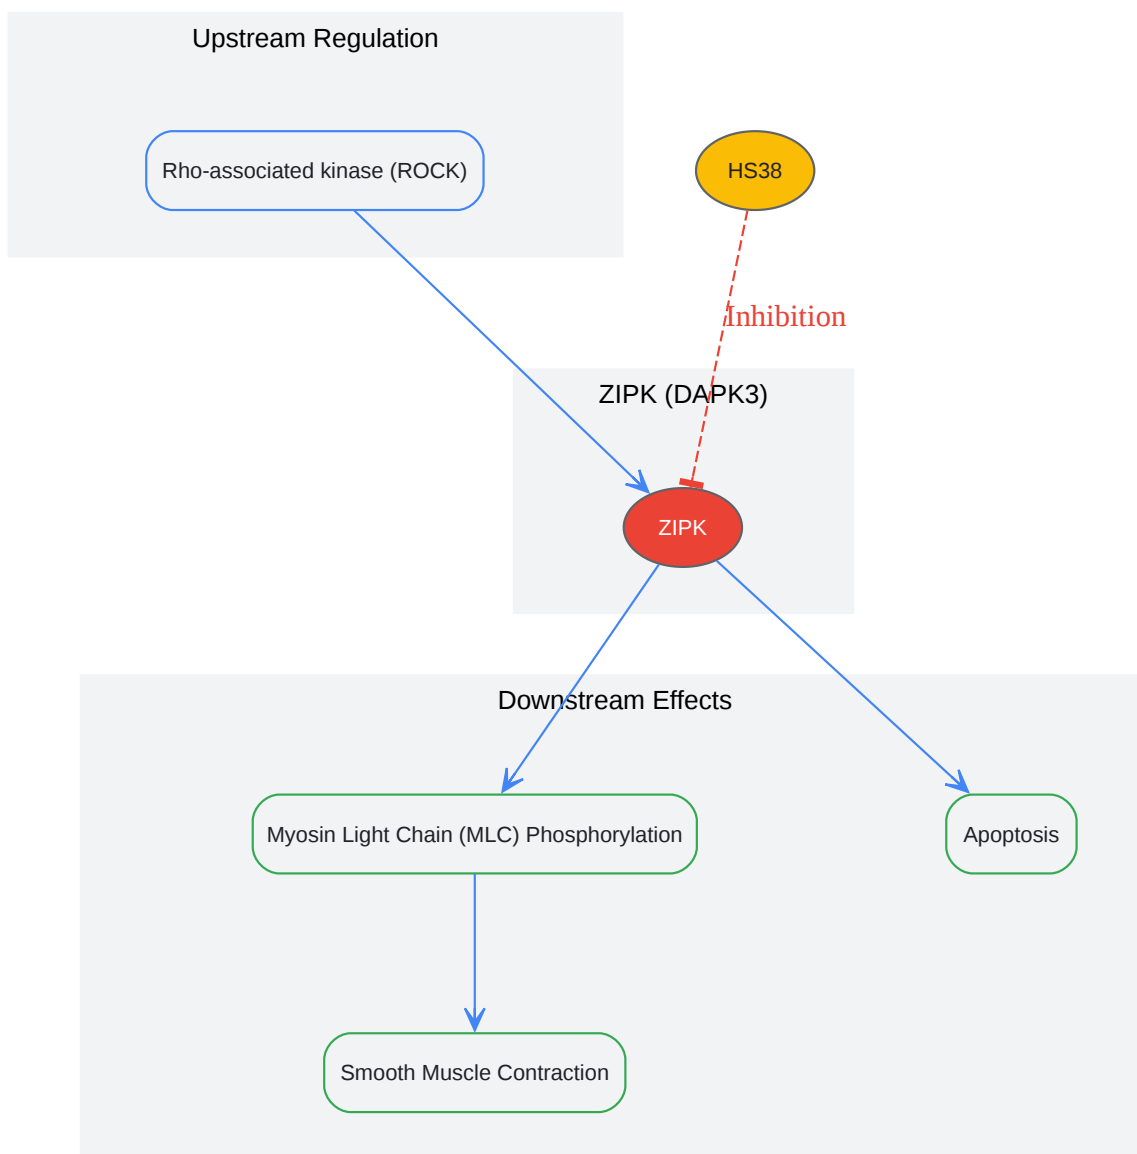 Upstream Regulation
Rho-associated kinase (ROCK)
HS38
Inhibition
ZIPK (DAPK3)
ZIPK
Downstream Effects
Myosin Light Chain (MLC) Phosphorylation
Apoptosis
Smooth Muscle Contraction